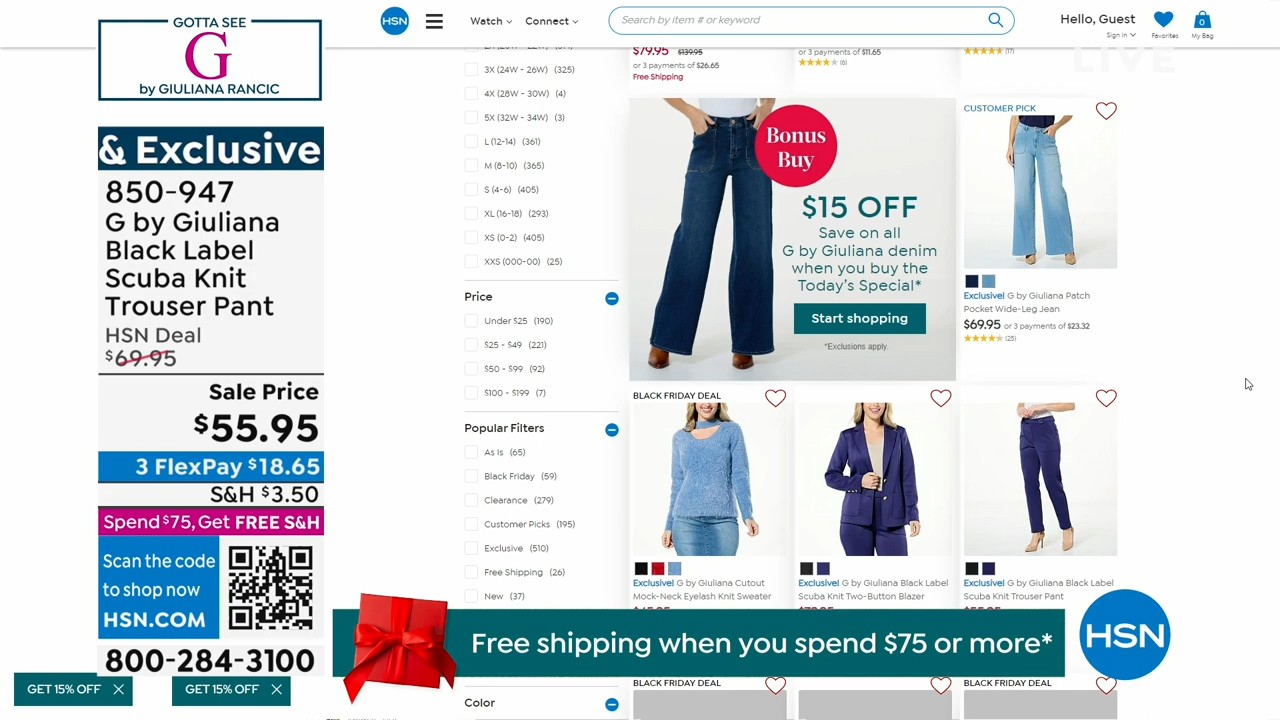 GOTTA SEE
G
by GIULIANA RANCIC
& Exclusive
850-947
G by Giuliana
Black Label
Scuba Knit
Trouser Pant
HSN Deal
$69.95
Sale Price
$55.95
3 FlexPay $18.65
S&H $3.50
Spend $75, Get FREE S&H
Scan the code
to shop now
HSN.COM
800-284-3100
GET 15% OFF
GET 15% OFF
HSN
Watch
Connect
Search by item # or keyword
Hello, Guest
Sign In
Favorites
0
My Bag
LIVE
3X (24W - 26W) (325)
4X (28W - 30W) (4)
5X (32W - 34W) (3)
L (12-14) (361)
M (8-10) (365)
S (4-6) (405)
XL (16-18) (293)
XS (0-2) (405)
XXS (000-00) (25)
Price
Under $25 (190)
$25 - $49 (221)
$50 - $99 (92)
$100 - $199 (7)
Popular Filters
As Is (65)
Black Friday (59)
Clearance (279)
Customer Picks (195)
Exclusive (510)
Free Shipping (26)
New (37)
Color
$79.95 $139.95
or 3 payments of $26.65
Free Shipping
or 3 payments of $11.65
(6)
(17)
Bonus
Buy
$15 OFF
Save on all
G by Giuliana denim
when you buy the
Today's Special*
Start shopping
*Exclusions apply.
CUSTOMER PICK
Exclusive! G by Giuliana Patch
Pocket Wide-Leg Jean
$69.95 or 3 payments of $23.32
(25)
BLACK FRIDAY DEAL
Exclusive! G by Giuliana Cutout
Mock-Neck Eyelash Knit Sweater
Exclusive! G by Giuliana Black Label
Scuba Knit Two-Button Blazer
Exclusive! G by Giuliana Black Label
Scuba Knit Trouser Pant
Free shipping when you spend $75 or more*
HSN
BLACK FRIDAY DEAL
BLACK FRIDAY DEAL